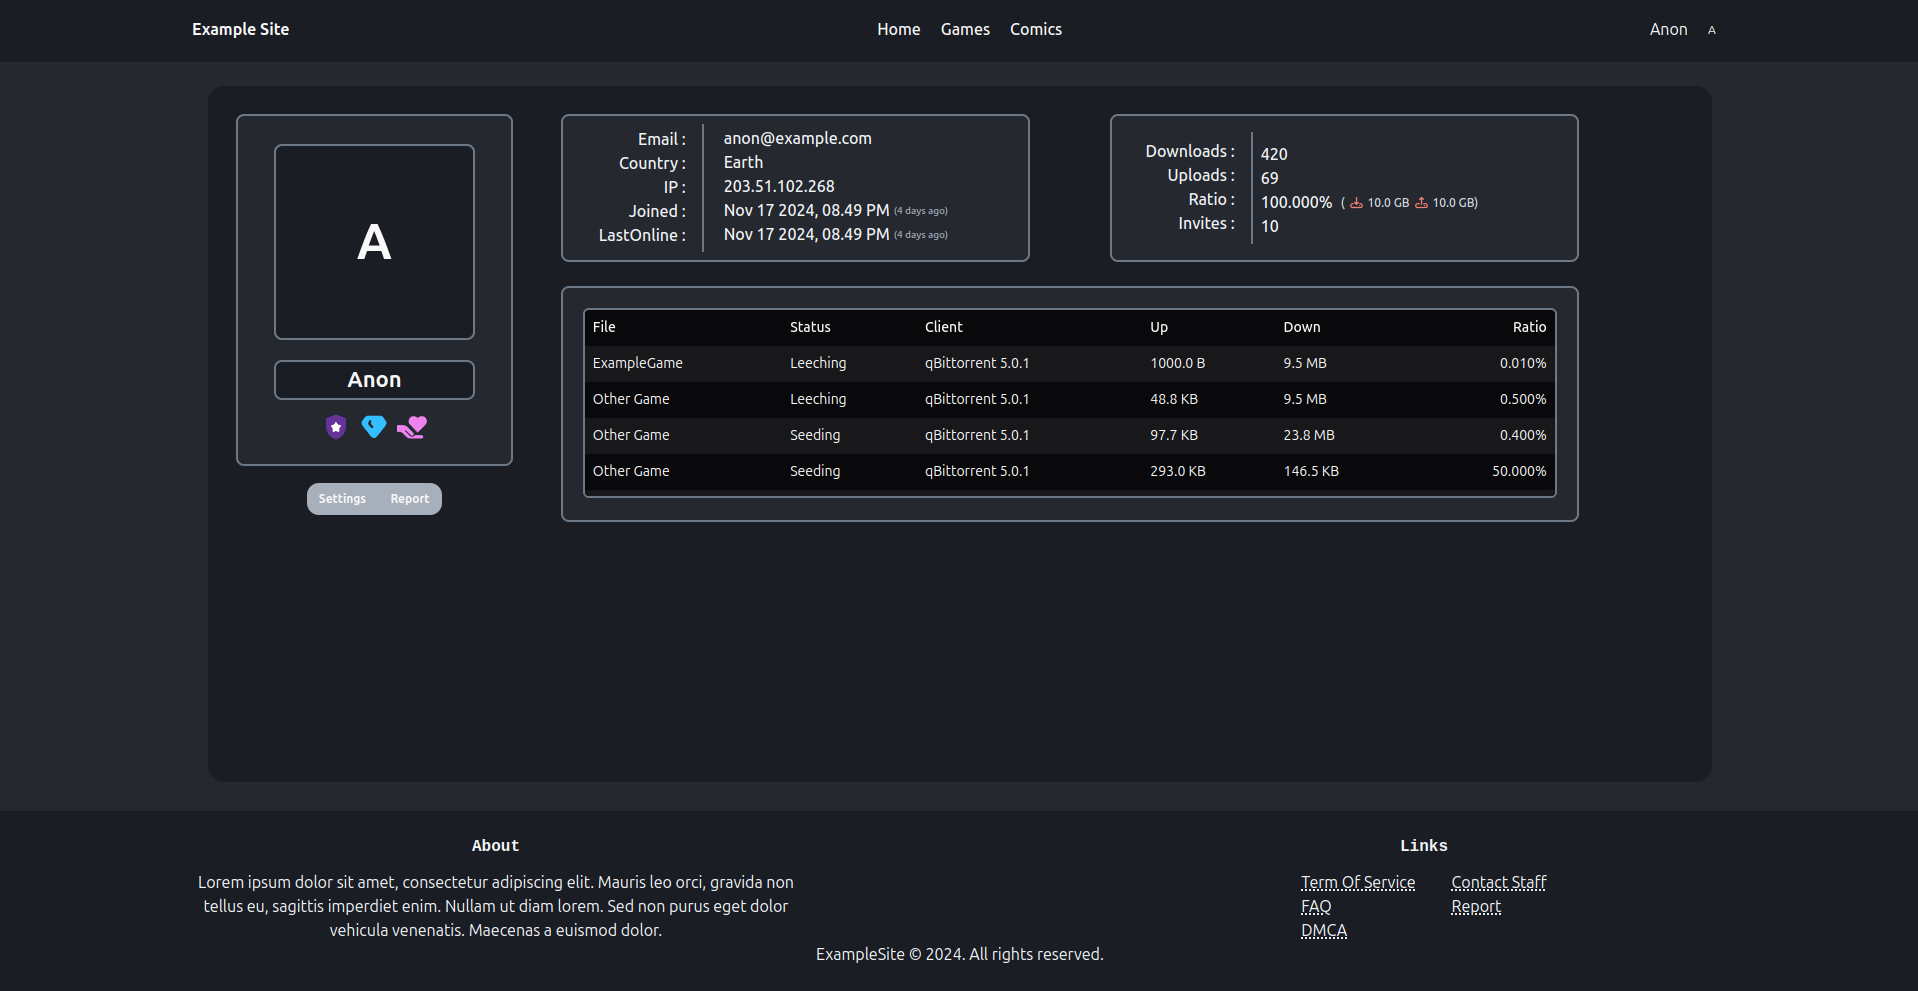 Example Site Home Games Comics Anon A
A
Anon
Settings Report
Email : anon@example.com
Country : Earth
IP : 203.51.102.268
Joined : Nov 17 2024, 08.49 PM (4 days ago)
LastOnline : Nov 17 2024, 08.49 PM (4 days ago)
Downloads : 420
Uploads : 69
Ratio : 100.000% ( 10.0 GB 10.0 GB)
Invites : 10
File Status Client Up Down Ratio
ExampleGame Leeching qBittorrent 5.0.1 1000.0 B 9.5 MB 0.010%
Other Game Leeching qBittorrent 5.0.1 48.8 KB 9.5 MB 0.500%
Other Game Seeding qBittorrent 5.0.1 97.7 KB 23.8 MB 0.400%
Other Game Seeding qBittorrent 5.0.1 293.0 KB 146.5 KB 50.000%
About
Lorem ipsum dolor sit amet, consectetur adipiscing elit. Mauris leo orci, gravida non
tellus eu, sagittis imperdiet enim. Nullam ut diam lorem. Sed non purus eget dolor
vehicula venenatis. Maecenas a euismod dolor.
Links
Term Of Service Contact Staff
FAQ Report
DMCA
ExampleSite © 2024. All rights reserved.